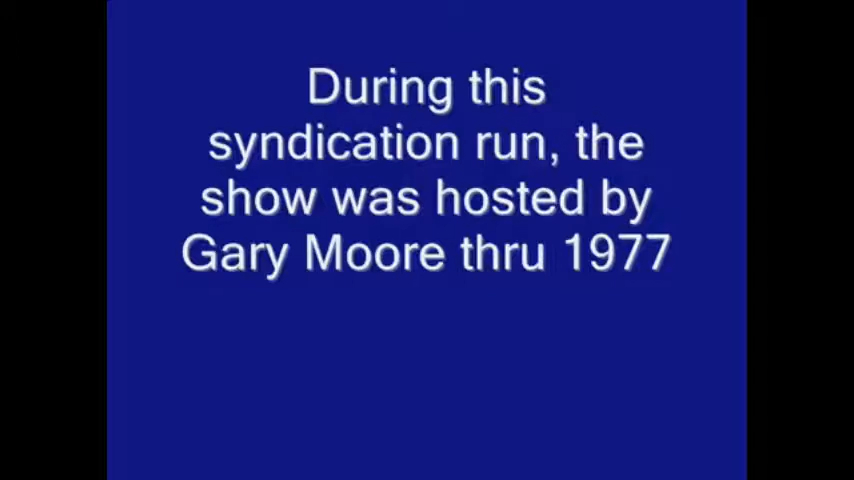 During this
syndication run, the
show was hosted by
Gary Moore thru 1977